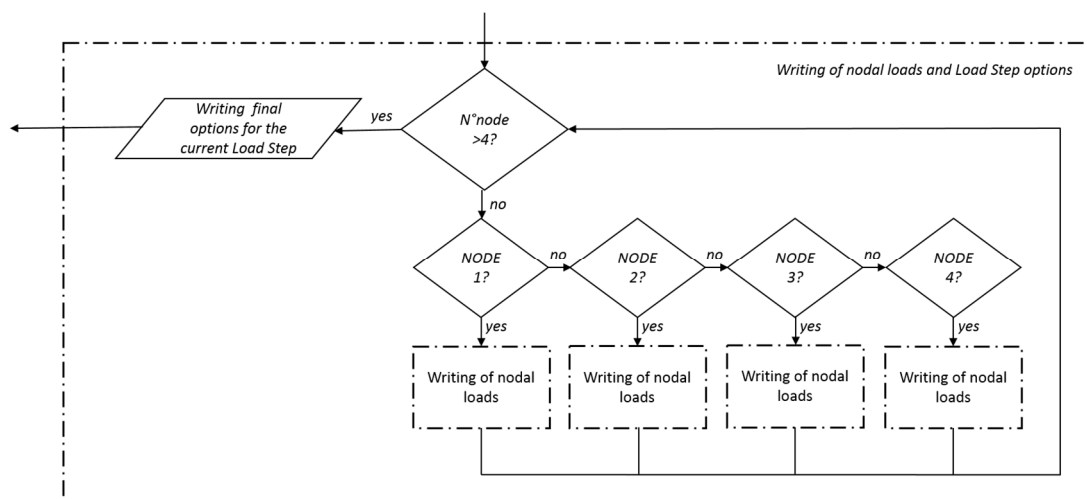 Writing of nodal loads and Load Step options
Writing final
options for the
current Load Step
yes
N°node
>4?
no
NODE
1?
no
NODE
2?
no
NODE
3?
no
NODE
4?
yes
yes
yes
yes
Writing of nodal
loads
Writing of nodal
loads
Writing of nodal
loads
Writing of nodal
loads